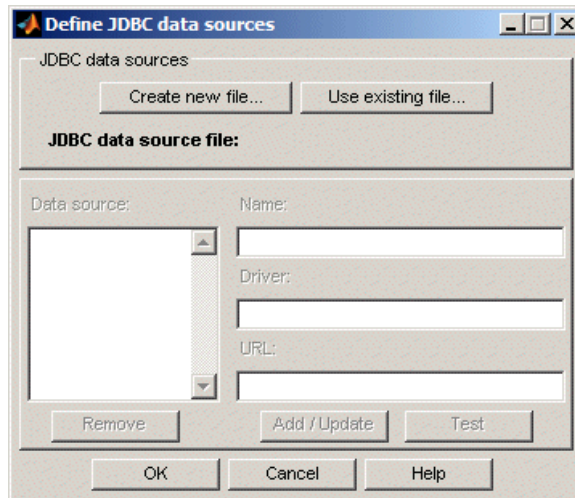 Define JDBC data sources
JDBC data sources
Create new file... Use existing file...
JDBC data source file:
Data source: Name:
Driver:
URL:
Remove Add / Update Test
OK Cancel Help